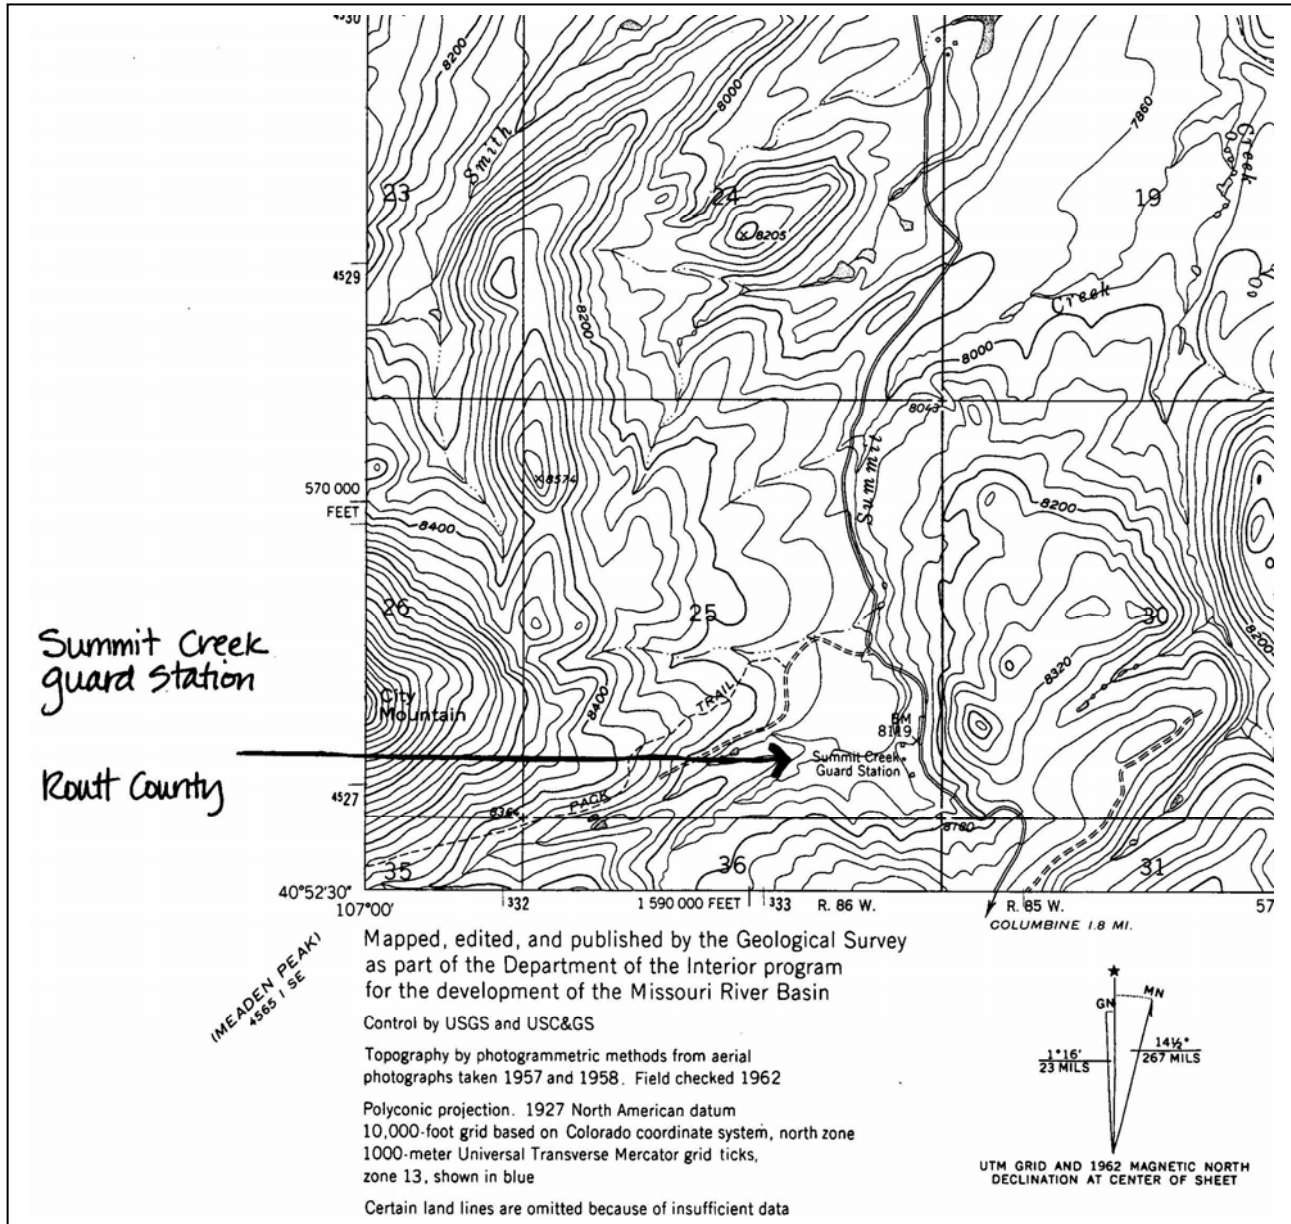 4530
8200
8000
7860
Smith
Creek
23
24
19
8205
4529
8200
Creek
8000
8043
Summit
570 000
FEET
8574
8400
8200
26
25
30
8200
Summit Creek
guard Station
City
Mountain
TRAIL
8320
8400
BM
8119
Summit Creek
Guard Station
Routt County
4527
PACK
8364
8180
35
36
31
40°52'30"
107°00'
332
1 590 000 FEET
333
R. 86 W.
R. 85 W.
57
COLUMBINE 1.8 MI.
(MEADEN PEAK)
4565 I SE
Mapped, edited, and published by the Geological Survey
as part of the Department of the Interior program
for the development of the Missouri River Basin
Control by USGS and USC&GS
Topography by photogrammetric methods from aerial
photographs taken 1957 and 1958. Field checked 1962
Polyconic projection. 1927 North American datum
10,000-foot grid based on Colorado coordinate system, north zone
1000-meter Universal Transverse Mercator grid ticks,
zone 13, shown in blue
Certain land lines are omitted because of insufficient data
GN
MN
1°16'
23 MILS
14½°
267 MILS
UTM GRID AND 1962 MAGNETIC NORTH
DECLINATION AT CENTER OF SHEET